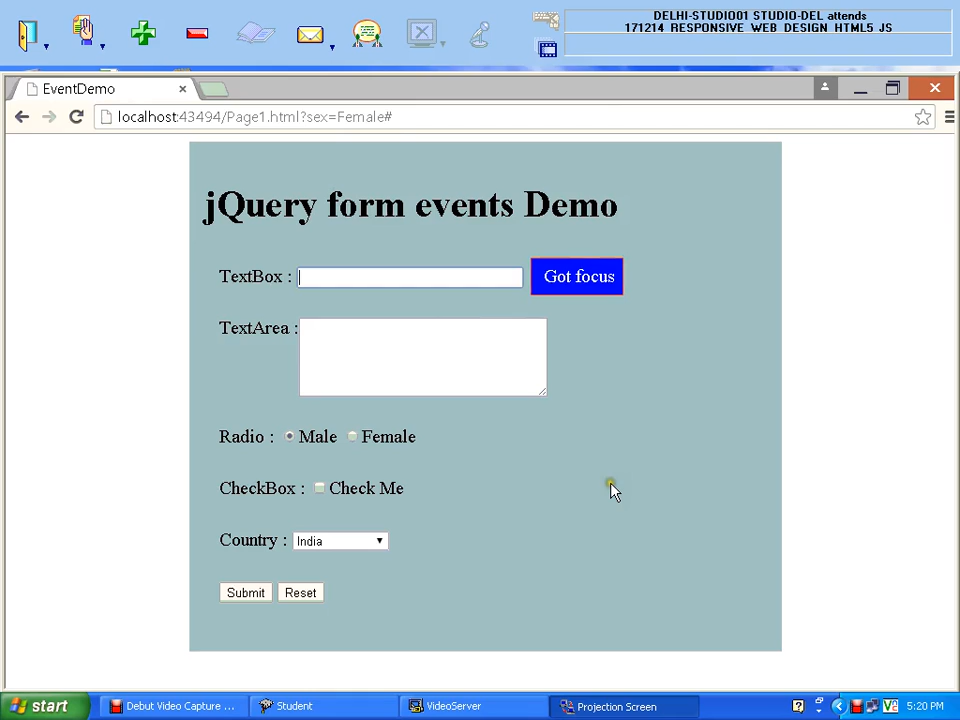 DELHI-STUDIO01 STUDIO-DEL attends
171214 RESPONSIVE WEB DESIGN HTML5 JS
EventDemo
localhost:43494/Page1.html?sex=Female#
jQuery form events Demo
TextBox :
Got focus
TextArea :
Radio : Male Female
CheckBox : Check Me
Country : India
Submit Reset
start Debut Video Capture ... Student VideoServer Projection Screen 5:20 PM